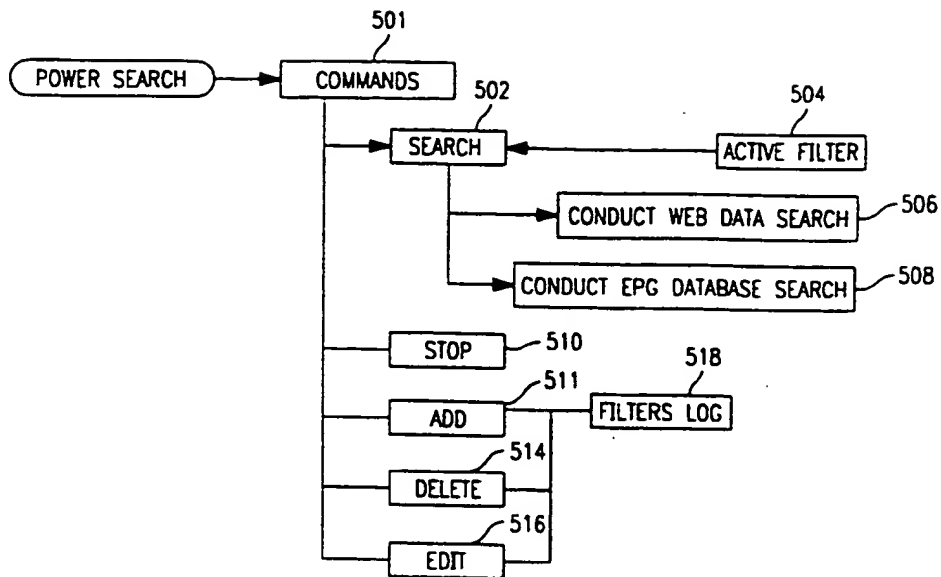 501
POWER SEARCH
COMMANDS
502
504
SEARCH
ACTIVE FILTER
CONDUCT WEB DATA SEARCH
506
CONDUCT EPG DATABASE SEARCH
508
STOP
510
518
511
ADD
FILTERS LOG
514
DELETE
516
EDIT